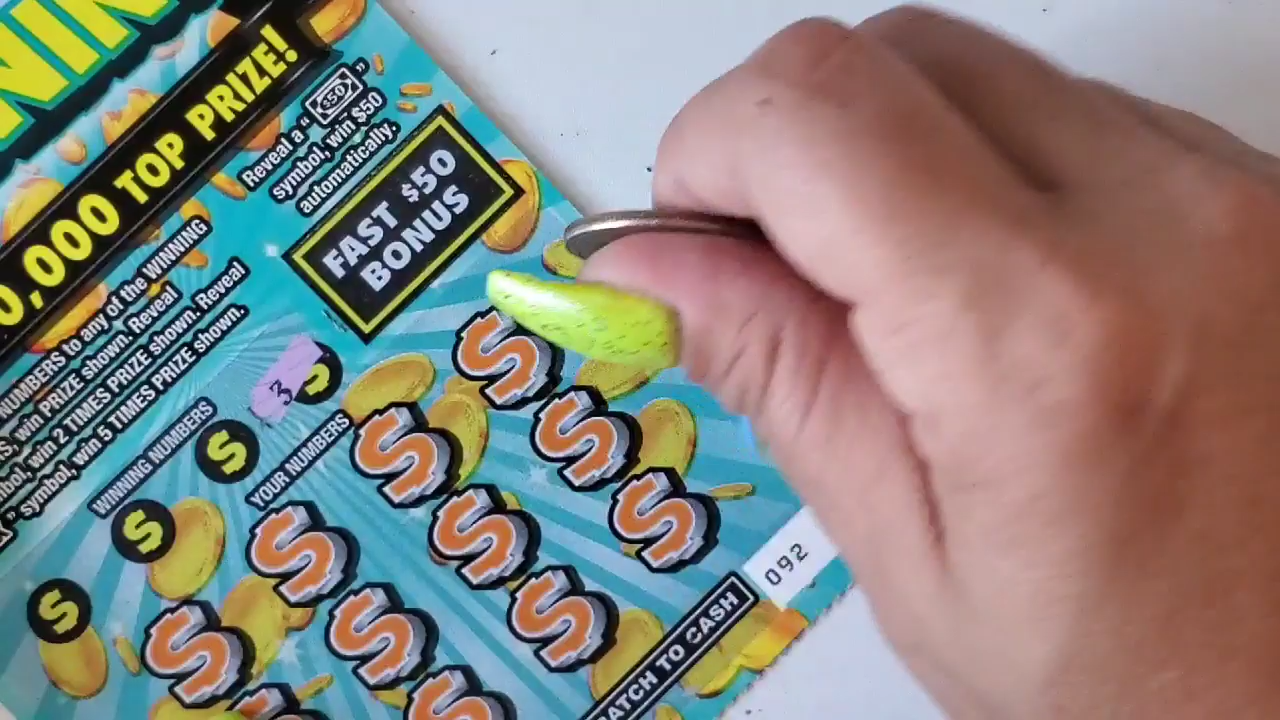 0,000 TOP PRIZE!
Reveal a "$50"
symbol, win $50
automatically.
FAST $50
BONUS
NUMBERS to any of the WINNING
win PRIZE shown. Reveal
win 2 TIMES PRIZE shown. Reveal
" symbol, win 5 TIMES PRIZE shown.
WINNING NUMBERS
3 $
$
$
$
YOUR NUMBERS
$ $ $
$ $ $
$ $ $
$
092
TO CASH